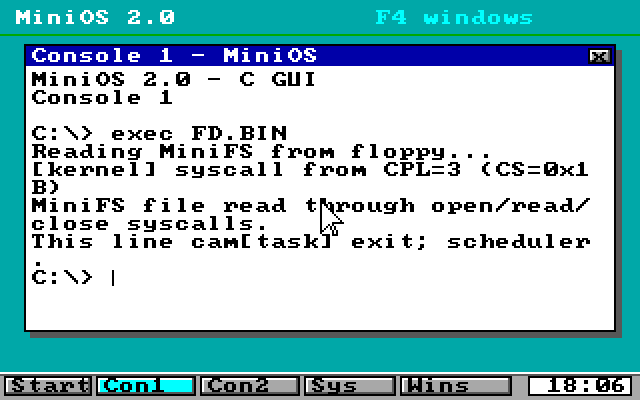 MiniOS 2.0
F4 windows
Console 1 - MiniOS
MiniOS 2.0 - C GUI
Console 1
C:\> exec FD.BIN
Reading MiniFS from floppy...
[kernel] syscall from CPL=3 (CS=0x1
B)
MiniFS file read through open/read/
close syscalls.
This line cam[task] exit; scheduler
.
C:\>
Start Con1 Con2 Sys Wins 18:06